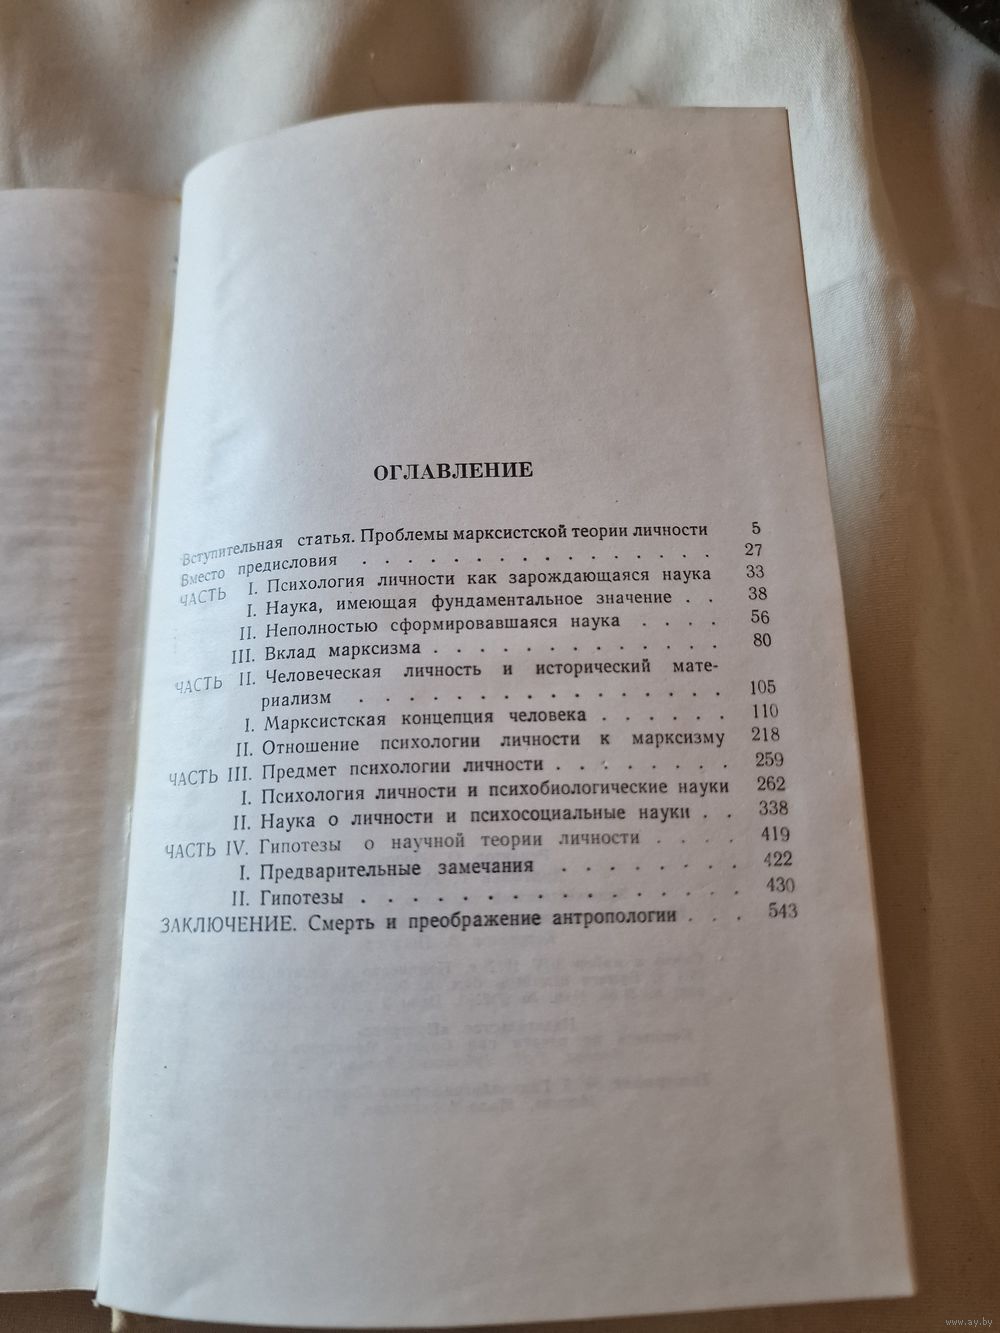 ОГЛАВЛЕНИЕ
Вступительная статья. Проблемы марксистской теории личности 5
Вместо предисловия . . . . . . . . . . . . . . . . 27
ЧАСТЬ I. Психология личности как зарождающаяся наука 33
I. Наука, имеющая фундаментальное значение . . 38
II. Неполностью сформировавшаяся наука . . . . 56
III. Вклад марксизма . . . . . . . . . . . . . 80
ЧАСТЬ II. Человеческая личность и исторический мате-
риализм . . . . . . . . . . . . . . 105
I. Марксистская концепция человека . . . . . . 110
II. Отношение психологии личности к марксизму 218
ЧАСТЬ III. Предмет психологии личности . . . . . . . . 259
I. Психология личности и психобиологические науки 262
II. Наука о личности и психосоциальные науки . . 338
ЧАСТЬ IV. Гипотезы о научной теории личности . . . . 419
I. Предварительные замечания . . . . . . . . 422
II. Гипотезы . . . . . . . . . . . . . . . . 430
ЗАКЛЮЧЕНИЕ. Смерть и преображение антропологии . . . 543
www.ay.by